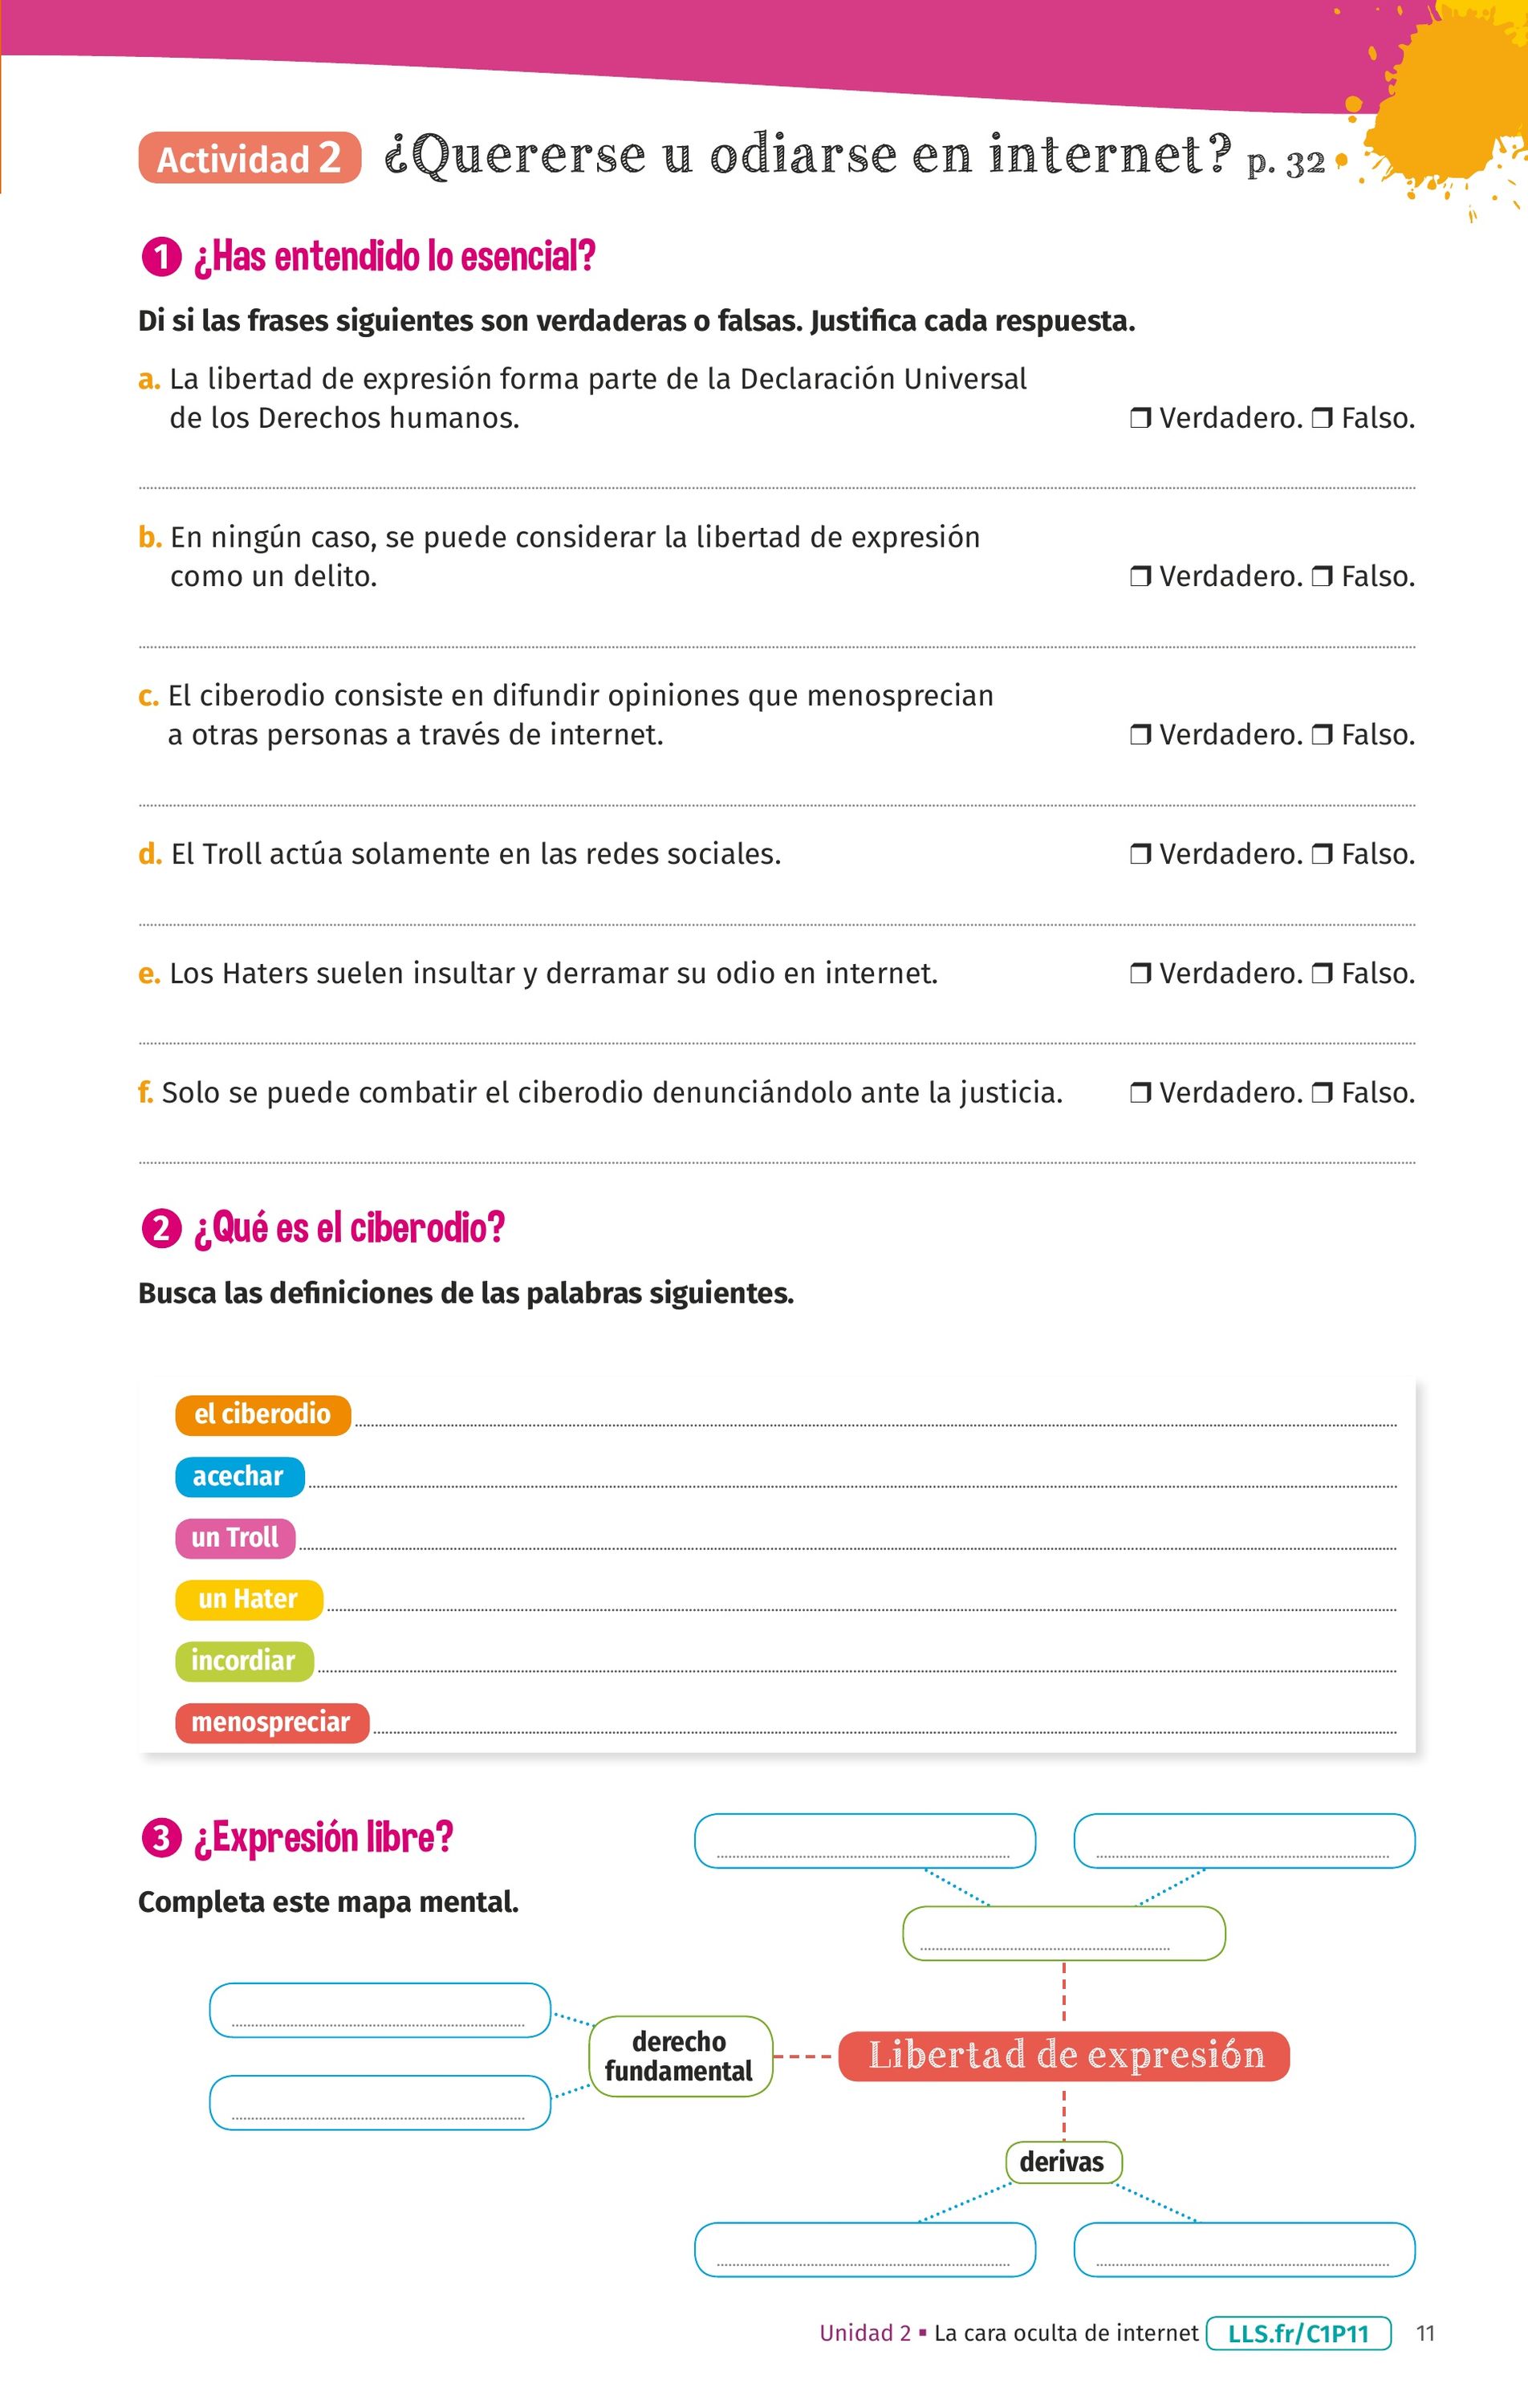 Actividad 2 ¿Quererse u odiarse en internet? p. 32
1 ¿Has entendido lo esencial?
Di si las frases siguientes son verdaderas o falsas. Justifica cada respuesta.
a. La libertad de expresión forma parte de la Declaración Universal
de los Derechos humanos. ❒ Verdadero. ❒ Falso.
b. En ningún caso, se puede considerar la libertad de expresión
como un delito. ❒ Verdadero. ❒ Falso.
c. El ciberodio consiste en difundir opiniones que menosprecian
a otras personas a través de internet. ❒ Verdadero. ❒ Falso.
d. El Troll actúa solamente en las redes sociales. ❒ Verdadero. ❒ Falso.
e. Los Haters suelen insultar y derramar su odio en internet. ❒ Verdadero. ❒ Falso.
f. Solo se puede combatir el ciberodio denunciándolo ante la justicia. ❒ Verdadero. ❒ Falso.
2 ¿Qué es el ciberodio?
Busca las definiciones de las palabras siguientes.
el ciberodio
acechar
un Troll
un Hater
incordiar
menospreciar
3 ¿Expresión libre?
Completa este mapa mental.
derecho
fundamental
Libertad de expresión
derivas
Unidad 2 ▪ La cara oculta de internet LLS.fr/C1P11 11